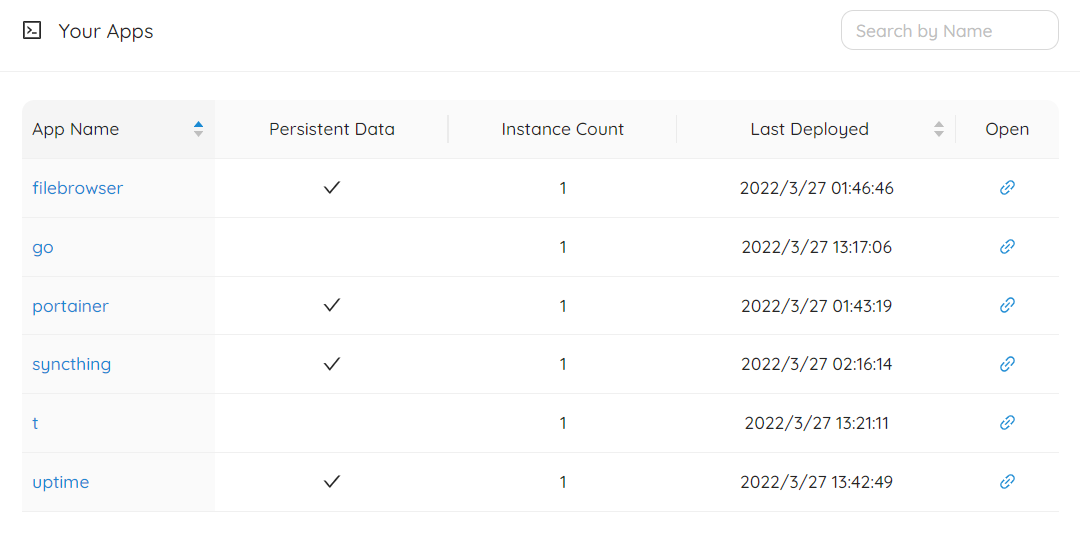 Your Apps
Search by Name
App Name Persistent Data Instance Count Last Deployed Open
filebrowser 1 2022/3/27 01:46:46
go 1 2022/3/27 13:17:06
portainer 1 2022/3/27 01:43:19
syncthing 1 2022/3/27 02:16:14
t 1 2022/3/27 13:21:11
uptime 1 2022/3/27 13:42:49